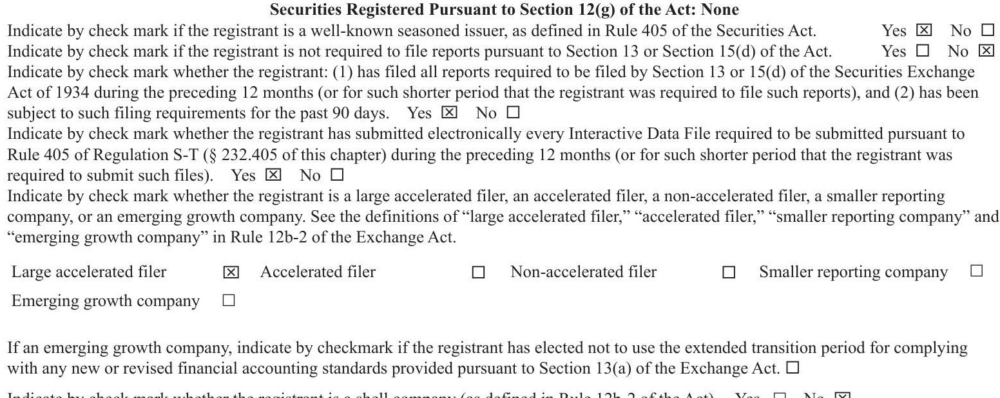 Securities Registered Pursuant to Section 12(g) of the Act: None
Indicate by check mark if the registrant is a well-known seasoned issuer, as defined in Rule 405 of the Securities Act. Yes ☒ No ☐
Indicate by check mark if the registrant is not required to file reports pursuant to Section 13 or Section 15(d) of the Act. Yes ☐ No ☒
Indicate by check mark whether the registrant: (1) has filed all reports required to be filed by Section 13 or 15(d) of the Securities Exchange
Act of 1934 during the preceding 12 months (or for such shorter period that the registrant was required to file such reports), and (2) has been
subject to such filing requirements for the past 90 days. Yes ☒ No ☐
Indicate by check mark whether the registrant has submitted electronically every Interactive Data File required to be submitted pursuant to
Rule 405 of Regulation S-T (§ 232.405 of this chapter) during the preceding 12 months (or for such shorter period that the registrant was
required to submit such files). Yes ☒ No ☐
Indicate by check mark whether the registrant is a large accelerated filer, an accelerated filer, a non-accelerated filer, a smaller reporting
company, or an emerging growth company. See the definitions of “large accelerated filer,” “accelerated filer,” “smaller reporting company” and
“emerging growth company” in Rule 12b-2 of the Exchange Act.
Large accelerated filer ☒ Accelerated filer ☐ Non-accelerated filer ☐ Smaller reporting company ☐
Emerging growth company ☐
If an emerging growth company, indicate by checkmark if the registrant has elected not to use the extended transition period for complying
with any new or revised financial accounting standards provided pursuant to Section 13(a) of the Exchange Act. ☐
Indicate by check mark whether the registrant is a shell company (as defined in Rule 12b-2 of the Act). Yes ☐ No ☒